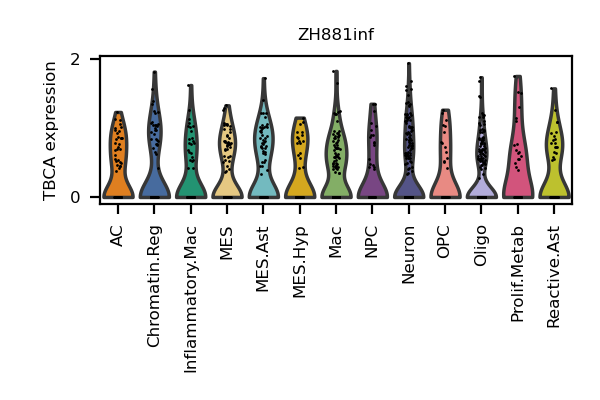 ZH881inf
TBCA expression
2
0
AC
Chromatin.Reg
Inflammatory.Mac
MES
MES.Ast
MES.Hyp
Mac
NPC
Neuron
OPC
Oligo
Prolif.Metab
Reactive.Ast